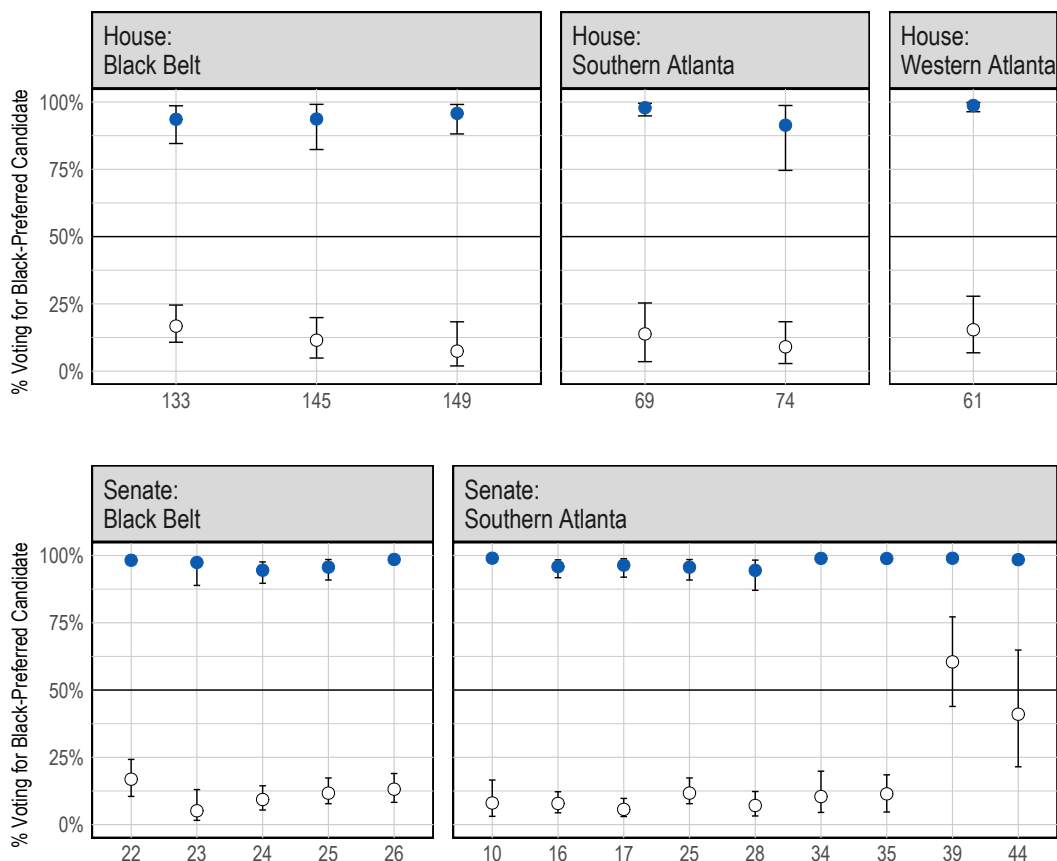 House:
Black Belt
House:
Southern Atlanta
House:
Western Atlanta
% Voting for Black-Preferred Candidate
100%
75%
50%
25%
0%
133 145 149 69 74 61
Senate:
Black Belt
Senate:
Southern Atlanta
% Voting for Black-Preferred Candidate
100%
75%
50%
25%
0%
22 23 24 25 26 10 16 17 25 28 34 35 39 44